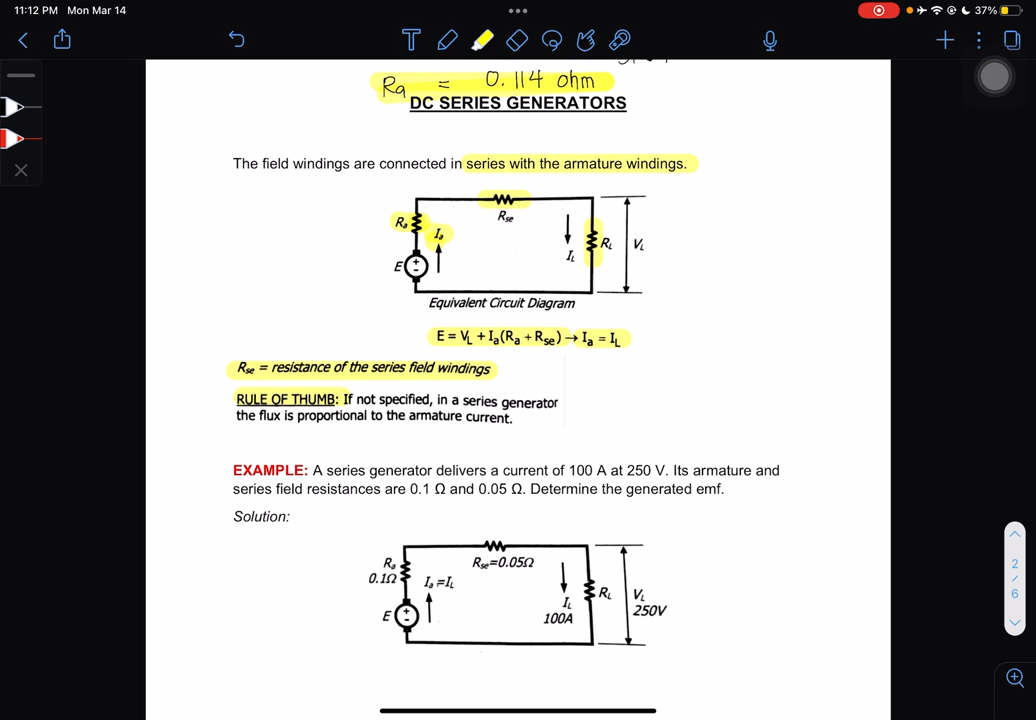 11:12 PM Mon Mar 14
37%
Ra = 0.114 ohm
DC SERIES GENERATORS
The field windings are connected in series with the armature windings.
Rse
Ra
Ia
RL
VL
IL
E
+
-
Equivalent Circuit Diagram
E = VL + Ia(Ra + Rse) → Ia = IL
Rse = resistance of the series field windings
RULE OF THUMB: If not specified, in a series generator
the flux is proportional to the armature current.
EXAMPLE: A series generator delivers a current of 100 A at 250 V. Its armature and
series field resistances are 0.1 Ω and 0.05 Ω. Determine the generated emf.
Solution:
Ra
0.1Ω
Rse=0.05Ω
Ia =IL
IL
100A
RL
VL
250V
E
+
-
2
/
6